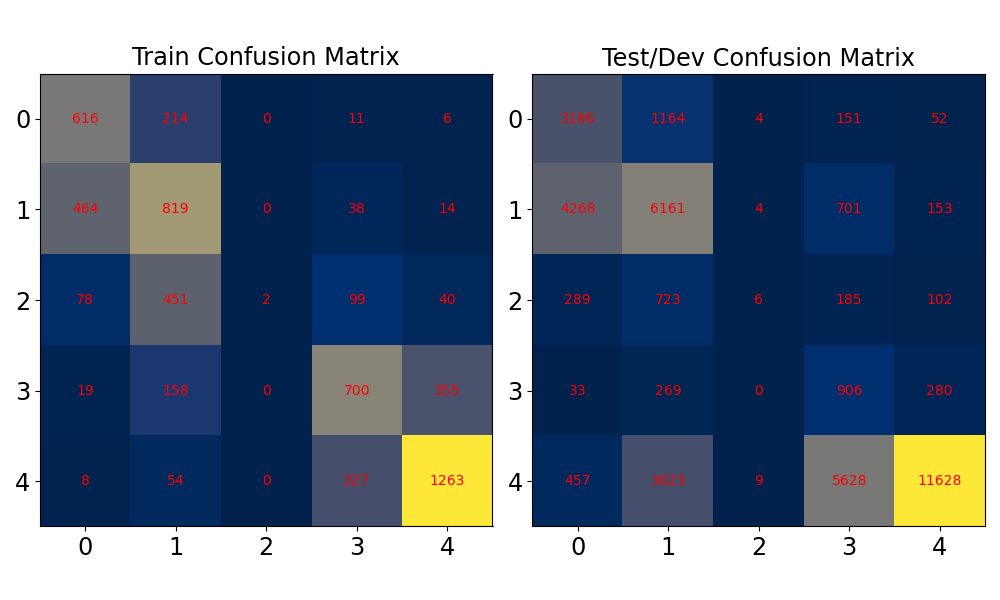 Train Confusion Matrix
Test/Dev Confusion Matrix
0 616 214 0 11 6
1 464 819 0 38 14
2 78 451 2 99 40
3 19 158 0 700 355
4 8 54 0 327 1263
0 1 2 3 4
0 1164 4 151 52
1 4268 6161 4 701 153
2 289 723 6 185 102
3 33 269 0 906 280
4 457 9 5628 11628
0 1 2 3 4